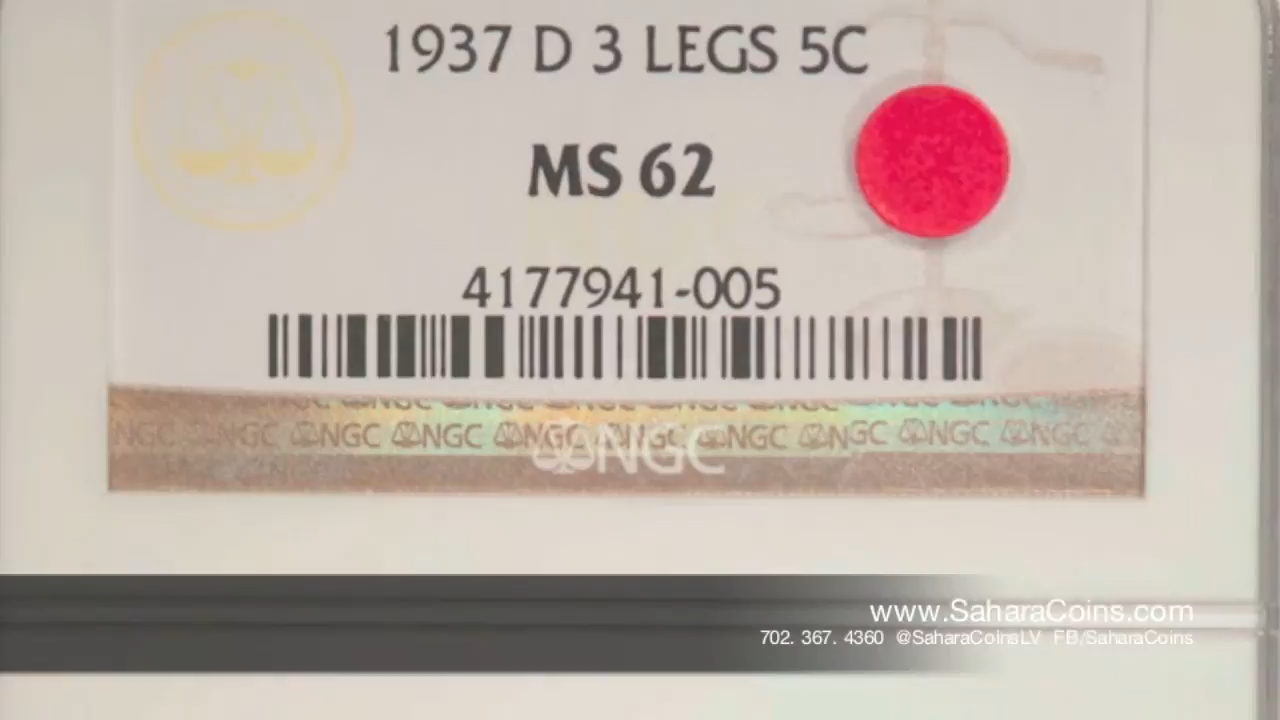 1937 D 3 LEGS 5C
MS 62
4177941-005
NGC NGC NGC NGC NGC NGC NGC NGC NGC NGC
NGC
www.SaharaCoins.com
702. 367. 4360 @SaharaCoinsLV FB/SaharaCoins